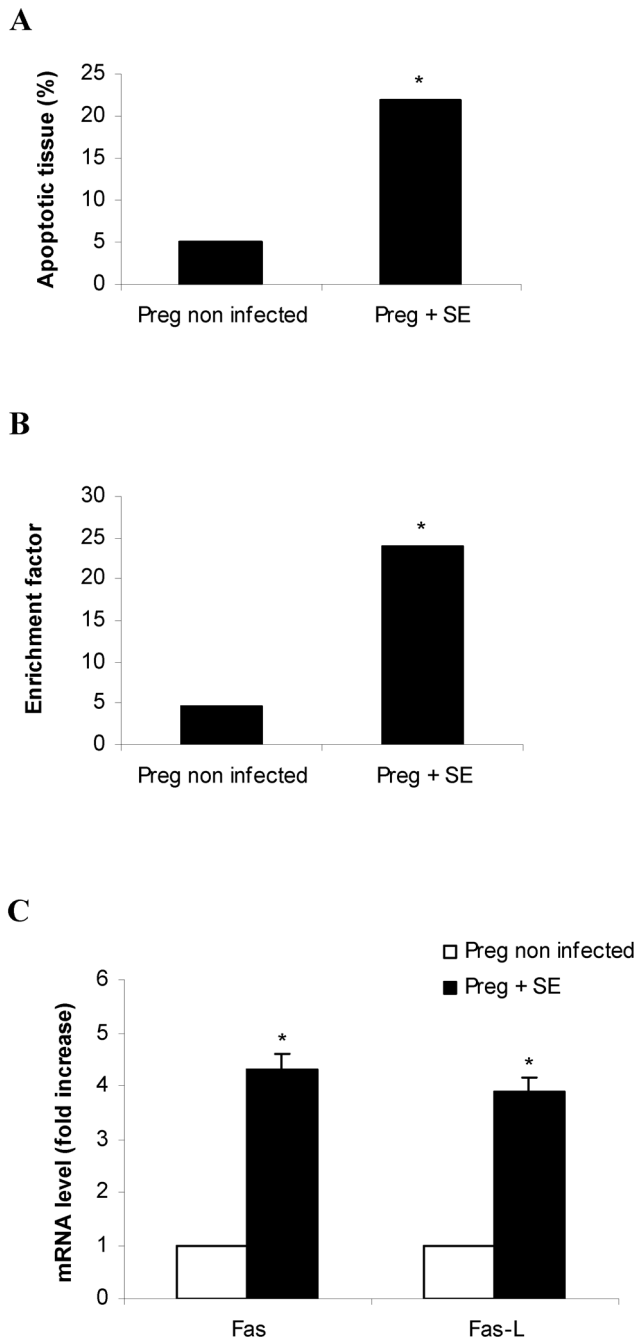 A
Apoptotic tissue (%)
25
20
15
10
5
0
*
Preg non infected
Preg + SE
B
Enrichment factor
30
25
20
15
10
5
0
*
Preg non infected
Preg + SE
C
Preg non infected
Preg + SE
mRNA level (fold increase)
6
5
4
3
2
1
0
*
*
Fas
Fas-L